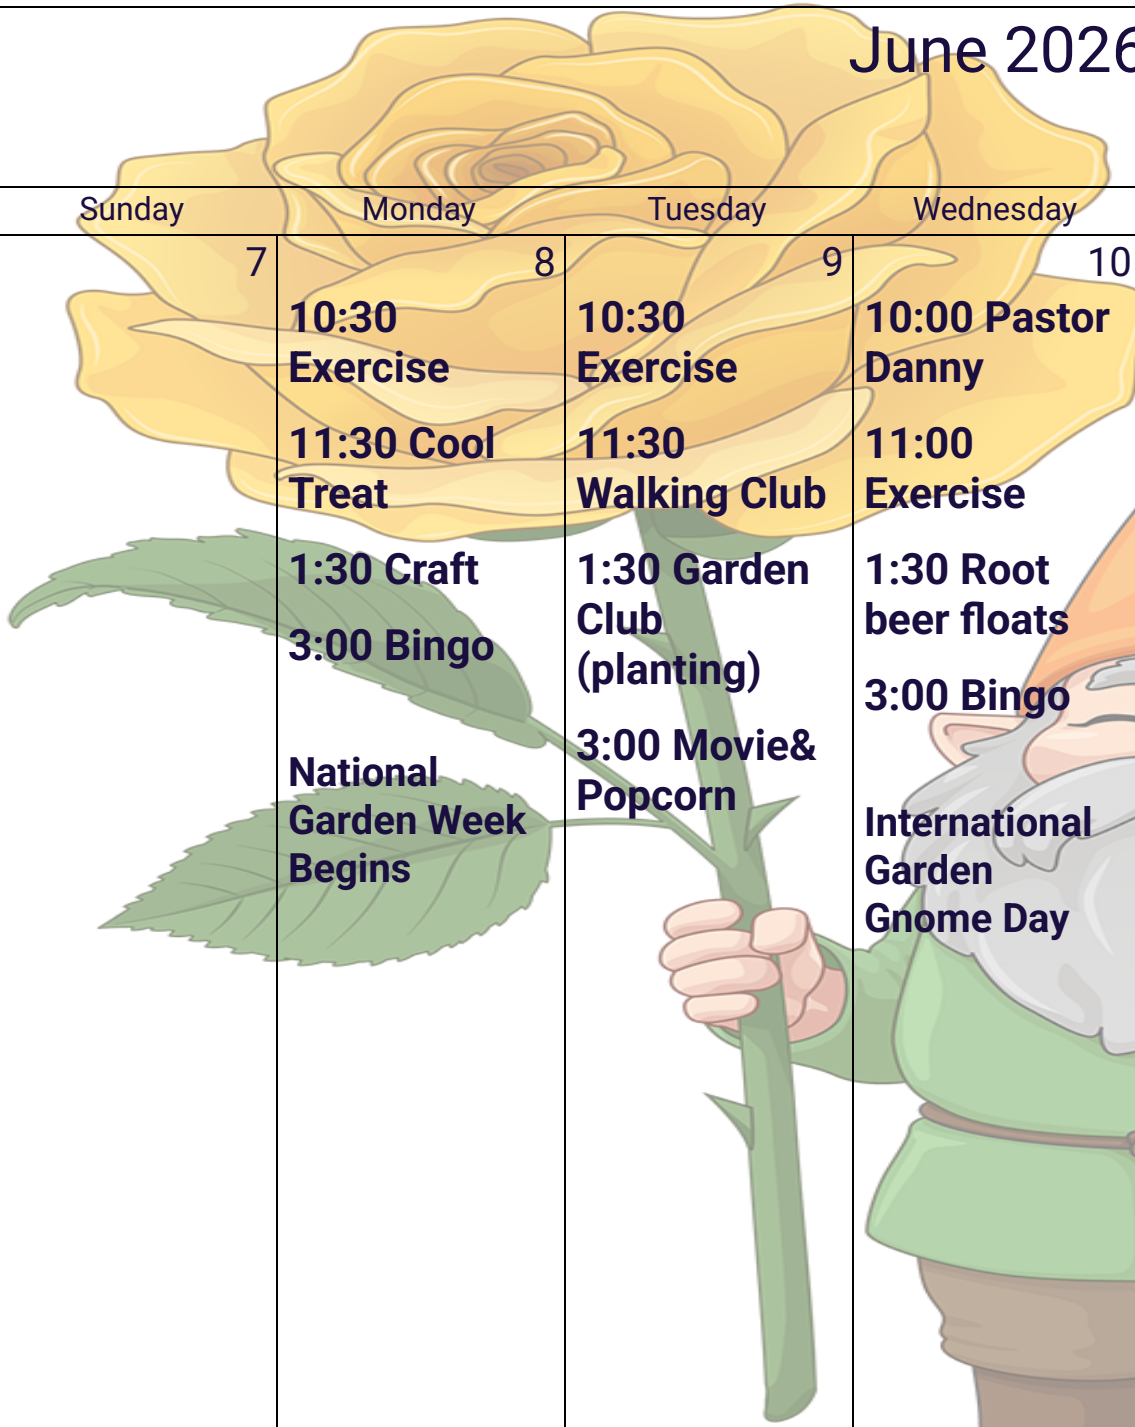 June 2026
Sunday Monday Tuesday Wednesday
7 8 9 10
10:30
Exercise
11:30 Cool
Treat
1:30 Craft
3:00 Bingo
National
Garden Week
Begins
10:30
Exercise
11:30
Walking Club
1:30 Garden
Club
(planting)
3:00 Movie&
Popcorn
10:00 Pastor
Danny
11:00
Exercise
1:30 Root
beer floats
3:00 Bingo
International
Garden
Gnome Day